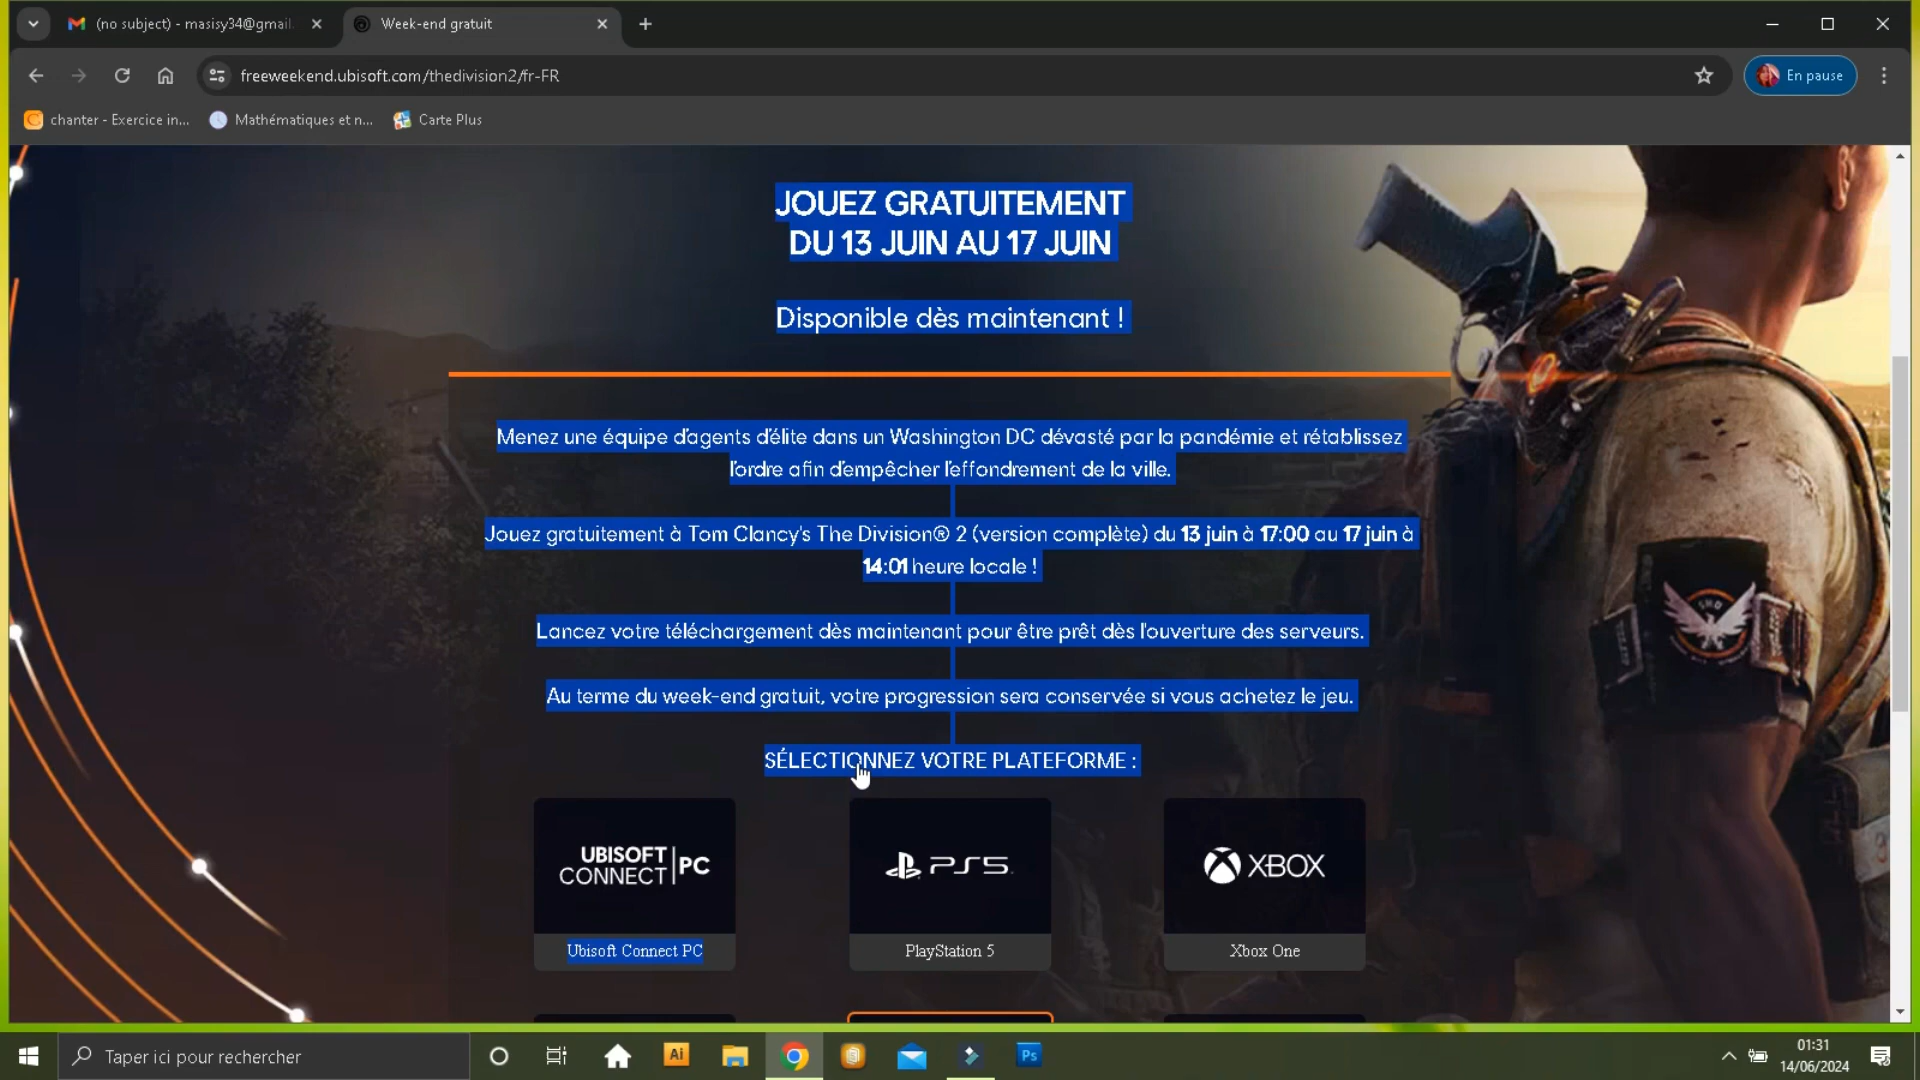 (no subject) - masisy34@gmail.
Week-end gratuit
freeweekend.ubisoft.com/thedivision2/fr-FR
En pause
chanter - Exercice in...
Mathématiques et n...
Carte Plus
JOUEZ GRATUITEMENT
DU 13 JUIN AU 17 JUIN
Disponible dès maintenant !
Menez une équipe d'agents d'élite dans un Washington DC dévasté par la pandémie et rétablissez
l'ordre afin d'empêcher l'effondrement de la ville.
Jouez gratuitement à Tom Clancy's The Division® 2 (version complète) du 13 juin à 17:00 au 17 juin à
14:01 heure locale !
Lancez votre téléchargement dès maintenant pour être prêt dès l'ouverture des serveurs.
Au terme du week-end gratuit, votre progression sera conservée si vous achetez le jeu.
SÉLECTIONNEZ VOTRE PLATEFORME :
UBISOFT
CONNECT PC
PS5
XBOX
Ubisoft Connect PC
PlayStation 5
Xbox One
SHD
Taper ici pour rechercher
Ai
Ps
01:31
14/06/2024